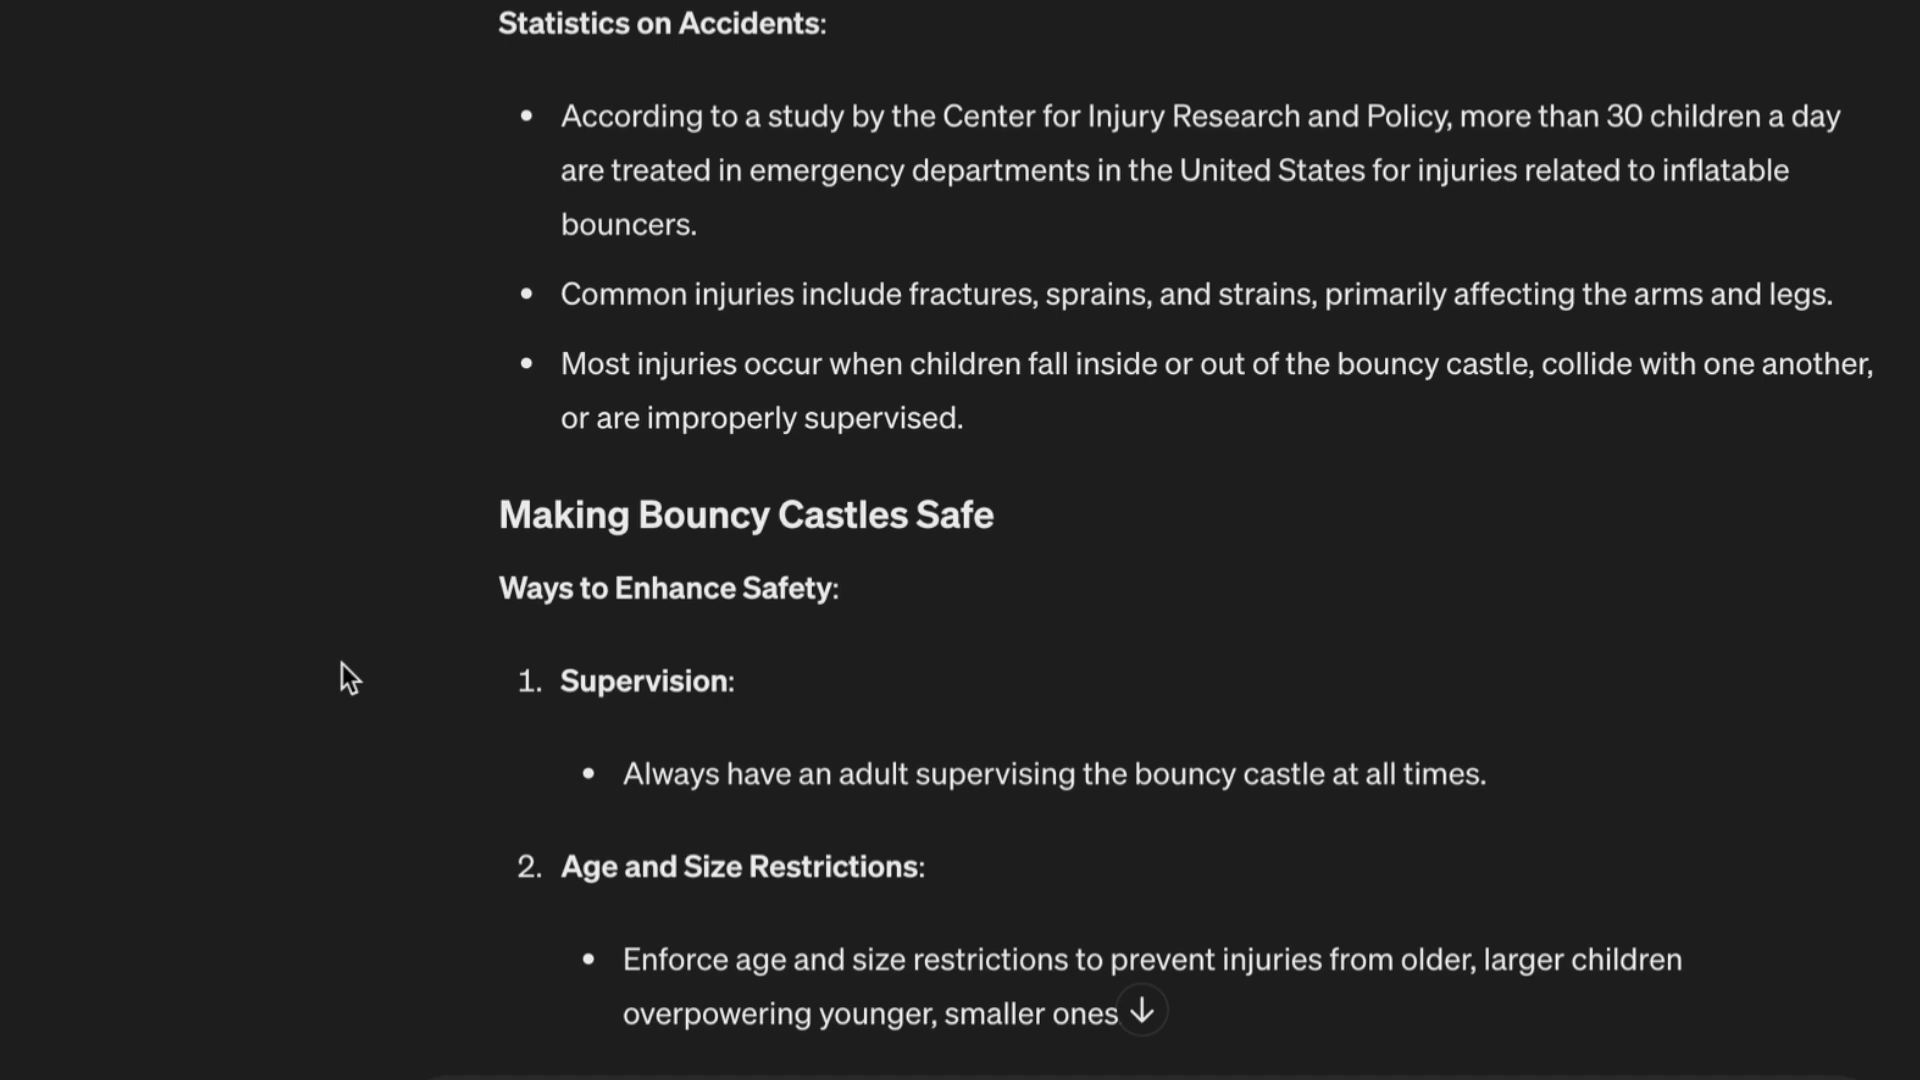 Statistics on Accidents:
• According to a study by the Center for Injury Research and Policy, more than 30 children a day
are treated in emergency departments in the United States for injuries related to inflatable
bouncers.
• Common injuries include fractures, sprains, and strains, primarily affecting the arms and legs.
• Most injuries occur when children fall inside or out of the bouncy castle, collide with one another,
or are improperly supervised.
Making Bouncy Castles Safe
Ways to Enhance Safety:
1. Supervision:
• Always have an adult supervising the bouncy castle at all times.
2. Age and Size Restrictions:
• Enforce age and size restrictions to prevent injuries from older, larger children
overpowering younger, smaller ones